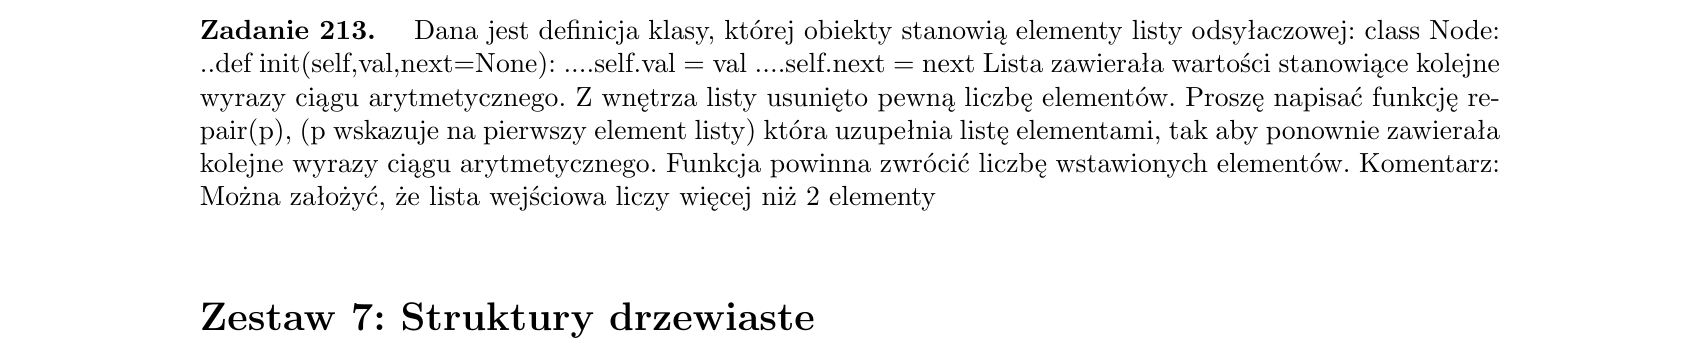 Zadanie 213. Dana jest definicja klasy, której obiekty stanowią elementy listy odsyłaczowej: class Node:
..def init(self,val,next=None): ....self.val = val ....self.next = next Lista zawierała wartości stanowiące kolejne
wyrazy ciągu arytmetycznego. Z wnętrza listy usunięto pewną liczbę elementów. Proszę napisać funkcję re-
pair(p), (p wskazuje na pierwszy element listy) która uzupełnia listę elementami, tak aby ponownie zawierała
kolejne wyrazy ciągu arytmetycznego. Funkcja powinna zwrócić liczbę wstawionych elementów. Komentarz:
Można założyć, że lista wejściowa liczy więcej niż 2 elementy
Zestaw 7: Struktury drzewiaste